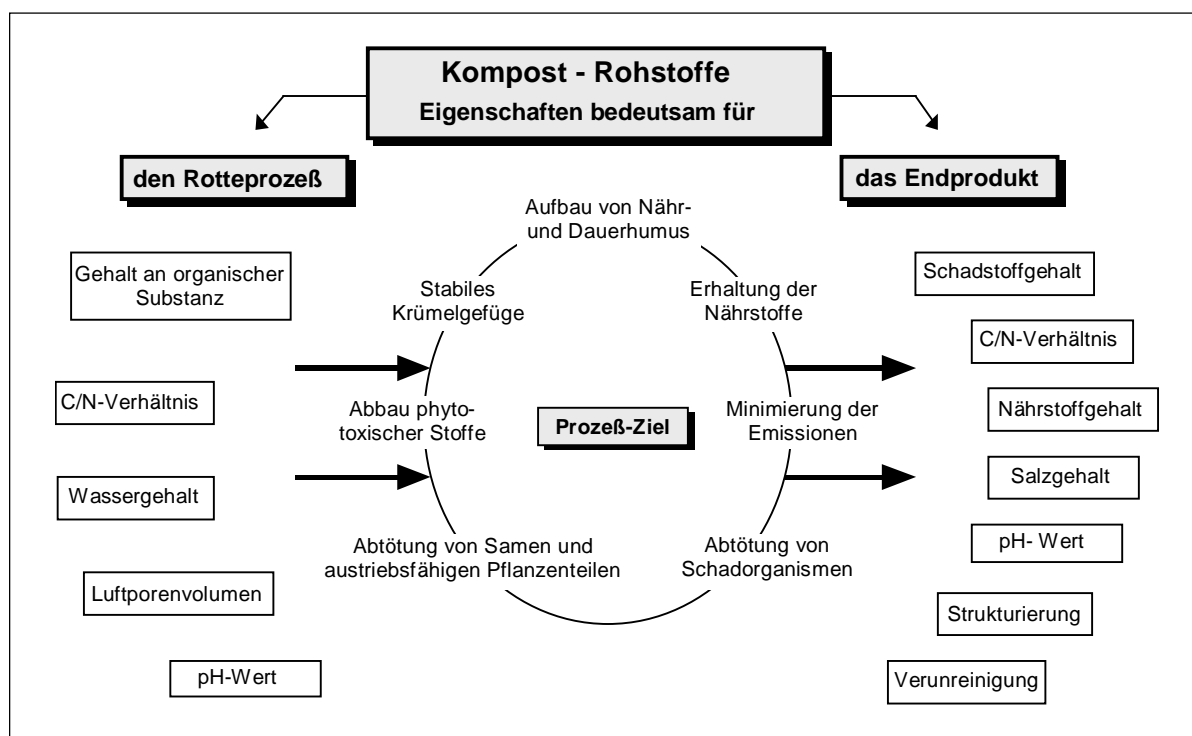 Kompost - Rohstoffe
Eigenschaften bedeutsam für
den Rotteprozeß
das Endprodukt
Gehalt an organischer
Substanz
C/N-Verhältnis
Wassergehalt
Luftporenvolumen
pH-Wert
Aufbau von Nähr-
und Dauerhumus
Stabiles
Krümelgefüge
Erhaltung der
Nährstoffe
Abbau phyto-
toxischer Stoffe
Prozeß-Ziel
Minimierung der
Emissionen
Abtötung von Samen und
austriebsfähigen Pflanzenteilen
Abtötung von
Schadorganismen
Schadstoffgehalt
C/N-Verhältnis
Nährstoffgehalt
Salzgehalt
pH- Wert
Strukturierung
Verunreinigung